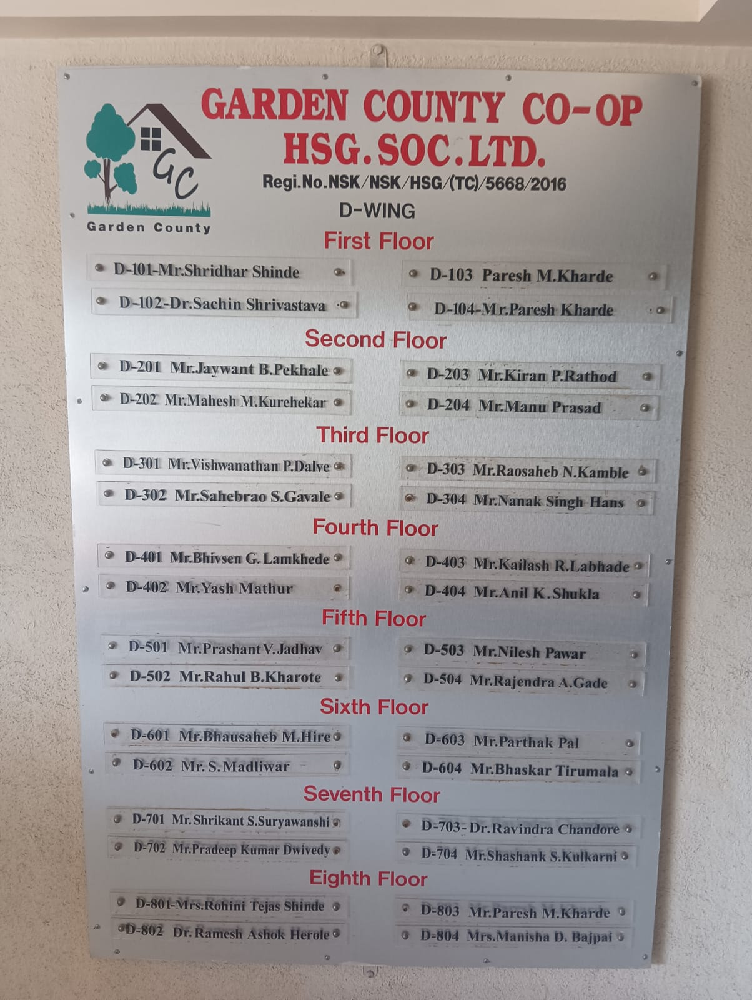 GARDEN COUNTY CO-OP
HSG.SOC.LTD.
GC
Garden County
Regi.No.NSK/NSK/HSG/(TC)/5668/2016
D-WING
First Floor
D-101-Mr.Shridhar Shinde
D-103 Paresh M.Kharde
D-102-Dr.Sachin Shrivastava
D-104-Mr.Paresh Kharde
Second Floor
D-201 Mr.Jaywant B.Pekhale
D-203 Mr.Kiran P.Rathod
D-202 Mr.Mahesh M.Kurehekar
D-204 Mr.Manu Prasad
Third Floor
D-301 Mr.Vishwanathan P.Dalve
D-303 Mr.Raosaheb N.Kamble
D-302 Mr.Sahebrao S.Gavale
D-304 Mr.Nanak Singh Hans
Fourth Floor
D-401 Mr.Bhivsen G.Lamkhede
D-403 Mr.Kailash R.Labhade
D-402 Mr.Yash Mathur
D-404 Mr.Anil K.Shukla
Fifth Floor
D-501 Mr.Prashant V.Jadhav
D-503 Mr.Nilesh Pawar
D-502 Mr.Rahul B.Kharote
D-504 Mr.Rajendra A.Gade
Sixth Floor
D-601 Mr.Bhausaheb M.Hire
D-603 Mr.Parthak Pal
D-602 Mr. S. Madliwar
D-604 Mr.Bhaskar Tirumala
Seventh Floor
D-701 Mr.Shrikant S.Suryawanshi
D-703- Dr.Ravindra Chandore
D-702 Mr.Pradeep Kumar Dwivedy
D-704 Mr.Shashank S.Kulkarni
Eighth Floor
D-801-Mrs.Rohini Tejas Shinde
D-803 Mr.Paresh M.Kharde
D-802 Dr. Ramesh Ashok Herole
D-804 Mrs.Manisha D. Bajpai